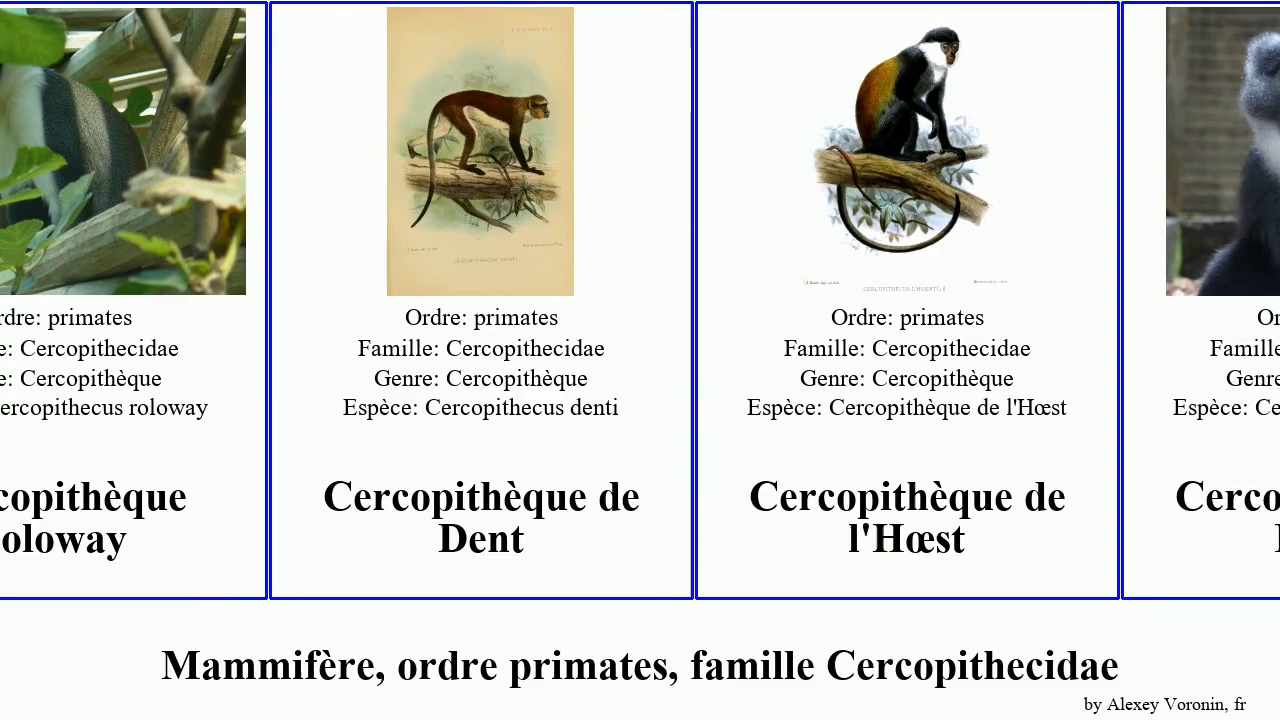 rdre: primates
e: Cercopithecidae
e: Cercopithèque
ercopithecus roloway
copithèque
oloway
Ordre: primates
Famille: Cercopithecidae
Genre: Cercopithèque
Espèce: Cercopithecus denti
Cercopithèque de
Dent
CERCOPITHECUS L'HOESTI, ♀
Ordre: primates
Famille: Cercopithecidae
Genre: Cercopithèque
Espèce: Cercopithèque de l'Hœst
Cercopithèque de
l'Hœst
Or
Famille
Genre
Espèce: Ce
Cerco
Mammifère, ordre primates, famille Cercopithecidae
by Alexey Voronin, fr